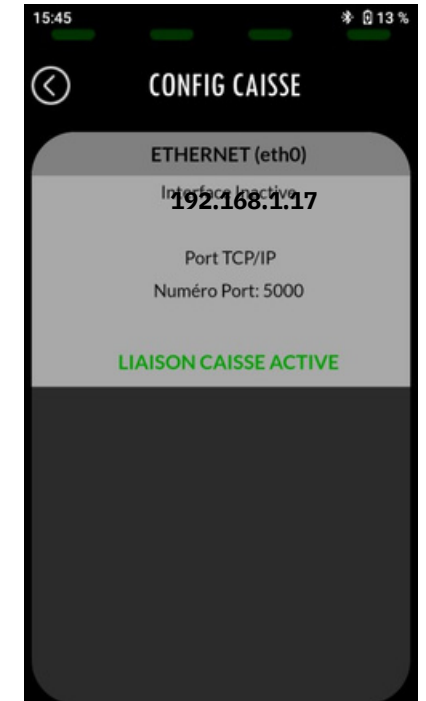 15:45
13 %
CONFIG CAISSE
ETHERNET (eth0)
Interface Inactive
192.168.1.17
Port TCP/IP
Numéro Port: 5000
LIAISON CAISSE ACTIVE